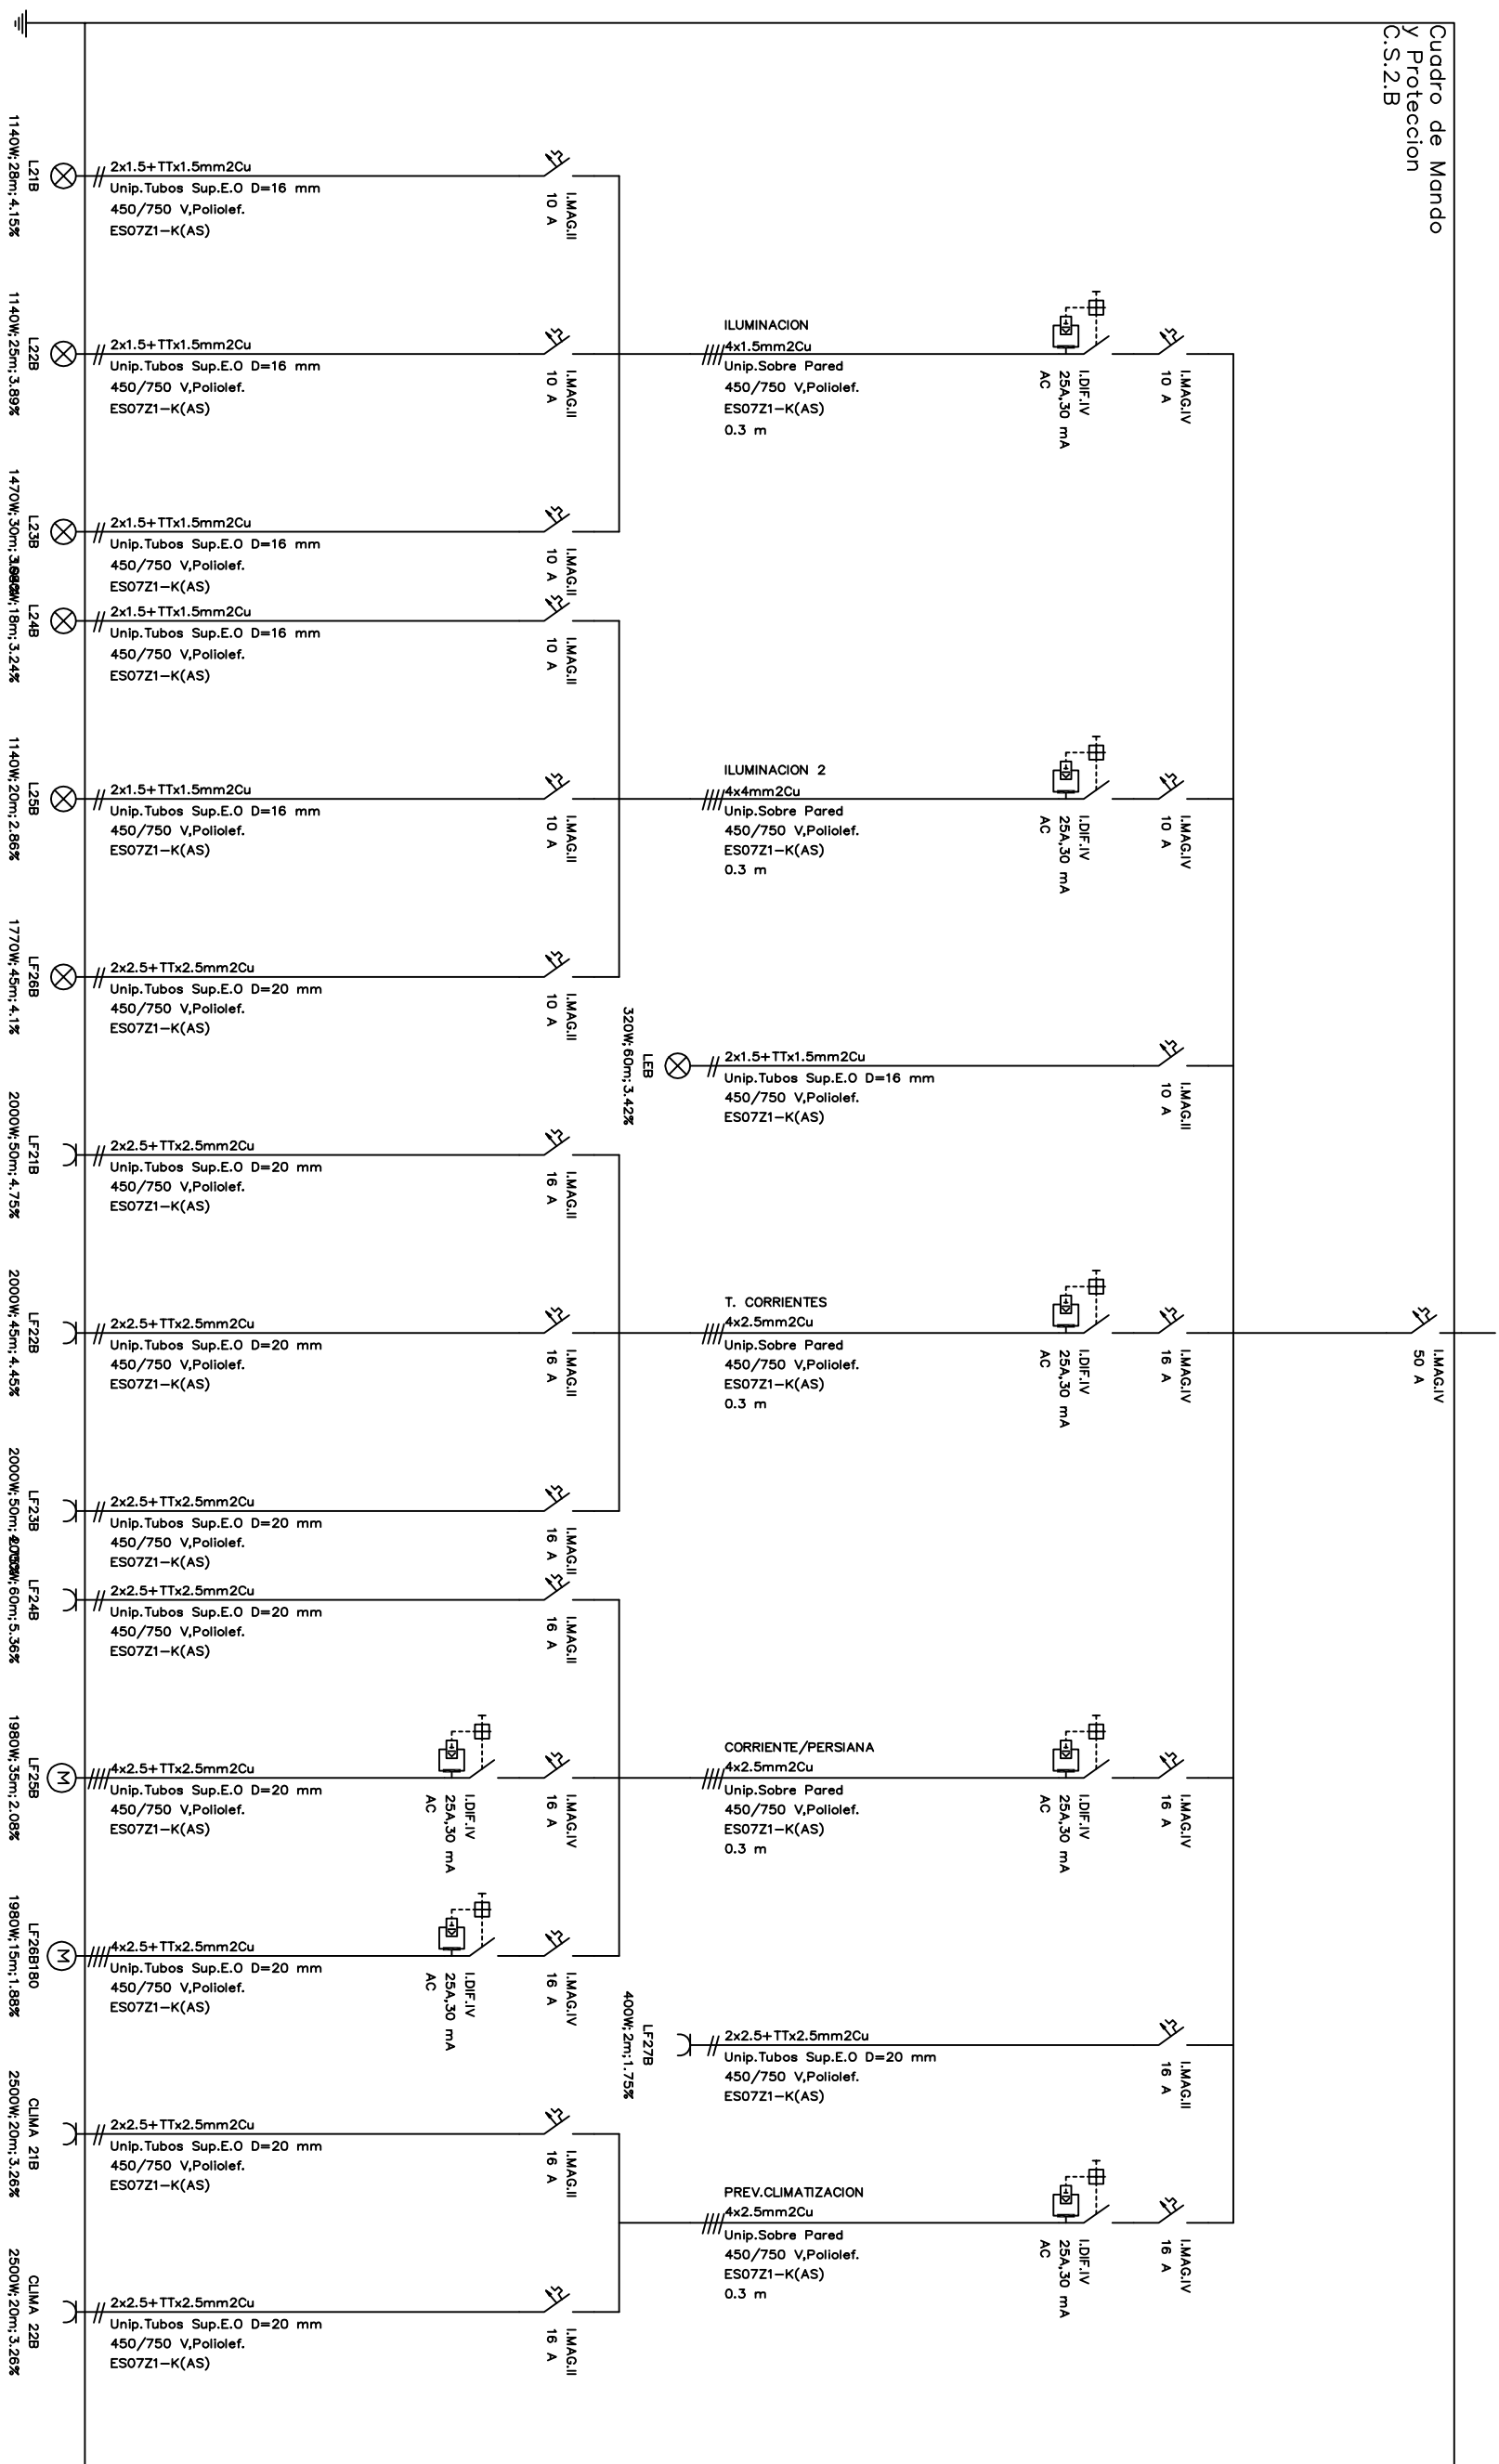 Cuadro de Mando
y Proteccion
C.S.2.B
I.MAG.IV
50 A
I.MAG.IV
10 A
I.DIF.IV
25A,30 mA
AC
ILUMINACION
4x1.5mm2Cu
Unip.Sobre Pared
450/750 V,Poliolef.
ES07Z1-K(AS)
0.3 m
I.MAG.II
10 A
2x1.5+TTx1.5mm2Cu
Unip.Tubos Sup.E.O D=16 mm
450/750 V,Poliolef.
ES07Z1-K(AS)
L21B
1140W;28m;4.15%
I.MAG.II
10 A
2x1.5+TTx1.5mm2Cu
Unip.Tubos Sup.E.O D=16 mm
450/750 V,Poliolef.
ES07Z1-K(AS)
L22B
1140W;25m;3.89%
I.MAG.II
10 A
2x1.5+TTx1.5mm2Cu
Unip.Tubos Sup.E.O D=16 mm
450/750 V,Poliolef.
ES07Z1-K(AS)
L23B
1470W;30m;
I.MAG.IV
10 A
I.DIF.IV
25A,30 mA
AC
ILUMINACION 2
4x4mm2Cu
Unip.Sobre Pared
450/750 V,Poliolef.
ES07Z1-K(AS)
0.3 m
I.MAG.II
10 A
2x1.5+TTx1.5mm2Cu
Unip.Tubos Sup.E.O D=16 mm
450/750 V,Poliolef.
ES07Z1-K(AS)
L24B
18m;3.24%
I.MAG.II
10 A
2x1.5+TTx1.5mm2Cu
Unip.Tubos Sup.E.O D=16 mm
450/750 V,Poliolef.
ES07Z1-K(AS)
L25B
1140W;20m;2.86%
I.MAG.II
10 A
2x2.5+TTx2.5mm2Cu
Unip.Tubos Sup.E.O D=20 mm
450/750 V,Poliolef.
ES07Z1-K(AS)
LF26B
1770W;45m;4.1%
I.MAG.II
10 A
2x1.5+TTx1.5mm2Cu
Unip.Tubos Sup.E.O D=16 mm
450/750 V,Poliolef.
ES07Z1-K(AS)
LEB
320W;60m;3.42%
I.MAG.IV
16 A
I.DIF.IV
25A,30 mA
AC
T. CORRIENTES
4x2.5mm2Cu
Unip.Sobre Pared
450/750 V,Poliolef.
ES07Z1-K(AS)
0.3 m
I.MAG.II
16 A
2x2.5+TTx2.5mm2Cu
Unip.Tubos Sup.E.O D=20 mm
450/750 V,Poliolef.
ES07Z1-K(AS)
LF21B
2000W;50m;4.75%
I.MAG.II
16 A
2x2.5+TTx2.5mm2Cu
Unip.Tubos Sup.E.O D=20 mm
450/750 V,Poliolef.
ES07Z1-K(AS)
LF22B
2000W;45m;4.45%
I.MAG.II
16 A
2x2.5+TTx2.5mm2Cu
Unip.Tubos Sup.E.O D=20 mm
450/750 V,Poliolef.
ES07Z1-K(AS)
LF23B
2000W;50m;
I.MAG.IV
16 A
I.DIF.IV
25A,30 mA
AC
CORRIENTE/PERSIANA
4x2.5mm2Cu
Unip.Sobre Pared
450/750 V,Poliolef.
ES07Z1-K(AS)
0.3 m
I.MAG.II
16 A
2x2.5+TTx2.5mm2Cu
Unip.Tubos Sup.E.O D=20 mm
450/750 V,Poliolef.
ES07Z1-K(AS)
LF24B
60m;5.36%
I.MAG.IV
16 A
I.DIF.IV
25A,30 mA
AC
4x2.5+TTx2.5mm2Cu
Unip.Tubos Sup.E.O D=20 mm
450/750 V,Poliolef.
ES07Z1-K(AS)
M
LF25B
1980W;35m;2.08%
I.MAG.IV
16 A
I.DIF.IV
25A,30 mA
AC
4x2.5+TTx2.5mm2Cu
Unip.Tubos Sup.E.O D=20 mm
450/750 V,Poliolef.
ES07Z1-K(AS)
M
LF26B180
1980W;15m;1.88%
I.MAG.II
16 A
2x2.5+TTx2.5mm2Cu
Unip.Tubos Sup.E.O D=20 mm
450/750 V,Poliolef.
ES07Z1-K(AS)
LF27B
400W;2m;1.75%
I.MAG.IV
16 A
I.DIF.IV
25A,30 mA
AC
PREV.CLIMATIZACION
4x2.5mm2Cu
Unip.Sobre Pared
450/750 V,Poliolef.
ES07Z1-K(AS)
0.3 m
I.MAG.II
16 A
2x2.5+TTx2.5mm2Cu
Unip.Tubos Sup.E.O D=20 mm
450/750 V,Poliolef.
ES07Z1-K(AS)
CLIMA 21B
2500W;20m;3.26%
I.MAG.II
16 A
2x2.5+TTx2.5mm2Cu
Unip.Tubos Sup.E.O D=20 mm
450/750 V,Poliolef.
ES07Z1-K(AS)
CLIMA 22B
2500W;20m;3.26%